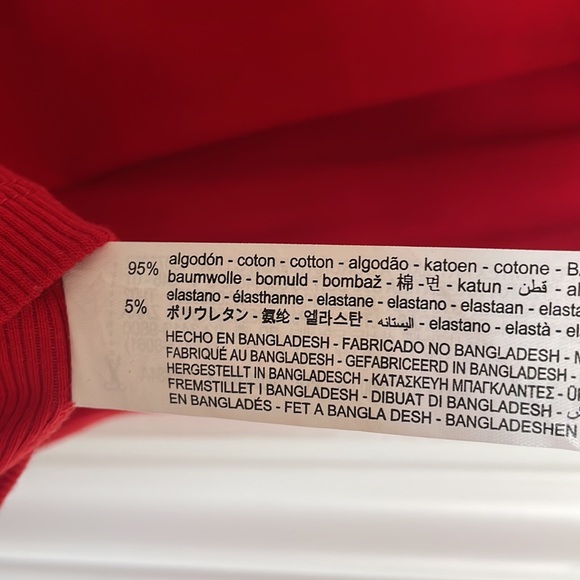 95% algodón - coton - cotton - algodão - katoen - cotone -
baumwolle - bomuld - bombaž - 棉 - 면 - katun - قطن -
5% elastano - élasthanne - elastane - elastano - elastaan -
ポリウレタン - 氨纶 - 엘라스탄 - اليستانه - elastano - elastà -
HECHO EN BANGLADESH - FABRICADO NO BANGLADESH -
FABRIQUÉ AU BANGLADESH - GEFABRICEERD IN BANGLADESH -
HERGESTELLT IN BANGLADESCH - ΚΑΤΑΣΚΕΥΗ ΜΠΑΓΚΛΑΝΤΕΣ -
FREMSTILLET I BANGLADESH - DIBUAT DI BANGLADESH -
EN BANGLADÉS - FET A BANGLA DESH - BANGLADESHEN